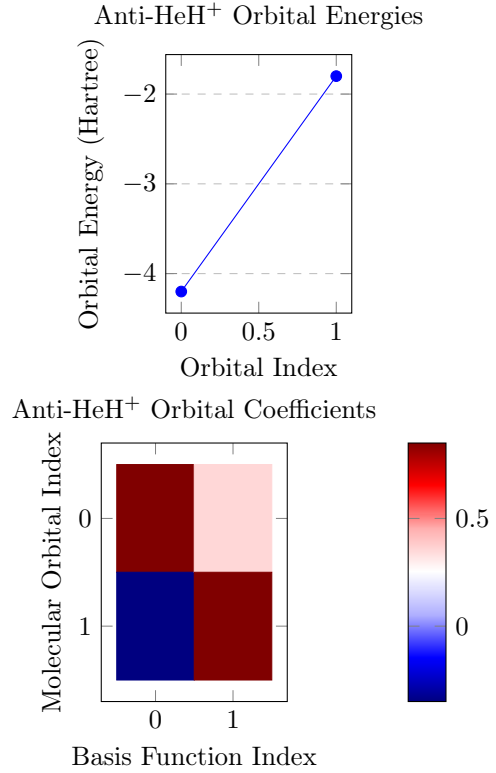 Anti-HeH⁺ Orbital Energies
Orbital Energy (Hartree)
−2
−3
−4
0 0.5 1
Orbital Index
Anti-HeH⁺ Orbital Coefficients
Molecular Orbital Index
0
1
0 1
Basis Function Index
0.5
0